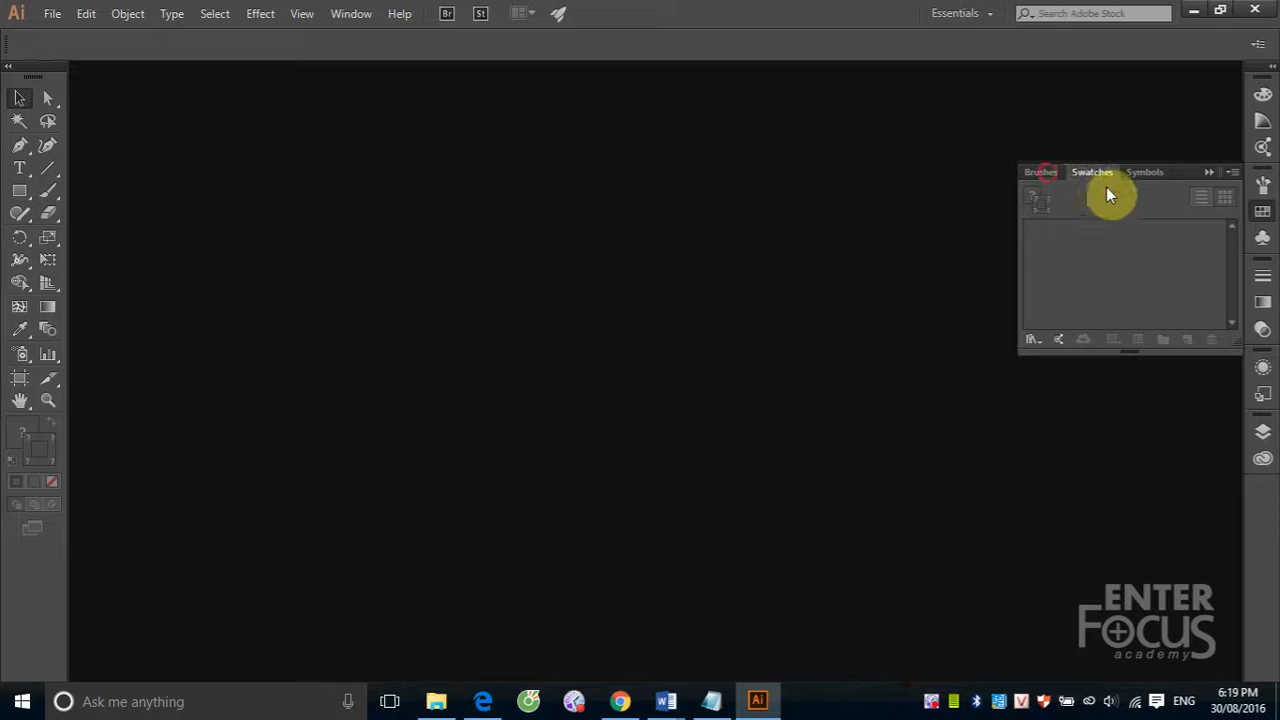 Ai File Edit Object Type Select Effect View Window Help Br St Essentials Search Adobe Stock
Brushes Swatches Symbols
ENTER
FOCUS
academy
Ask me anything
Ai
ENG
6:19 PM
30/08/2016